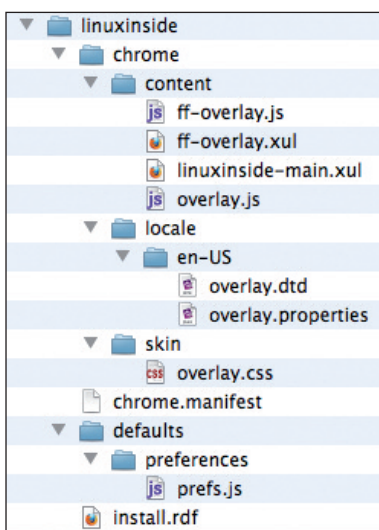 linuxinside
chrome
content
ff-overlay.js
ff-overlay.xul
linuxinside-main.xul
overlay.js
locale
en-US
overlay.dtd
overlay.properties
skin
overlay.css
chrome.manifest
defaults
preferences
prefs.js
install.rdf